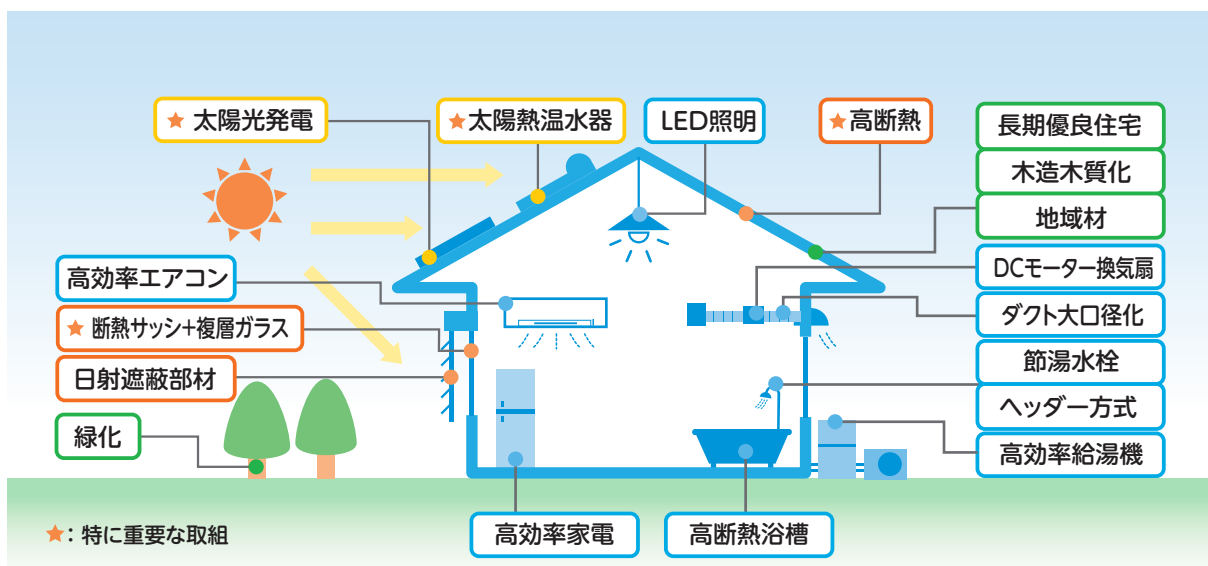 ★太陽光発電
★太陽熱温水器
LED照明
★高断熱
長期優良住宅
木造木質化
地域材
DCモーター換気扇
ダクト大口径化
節湯水栓
ヘッダー方式
高効率給湯機
高効率エアコン
★断熱サッシ+複層ガラス
日射遮蔽部材
緑化
高効率家電
高断熱浴槽
★：特に重要な取組